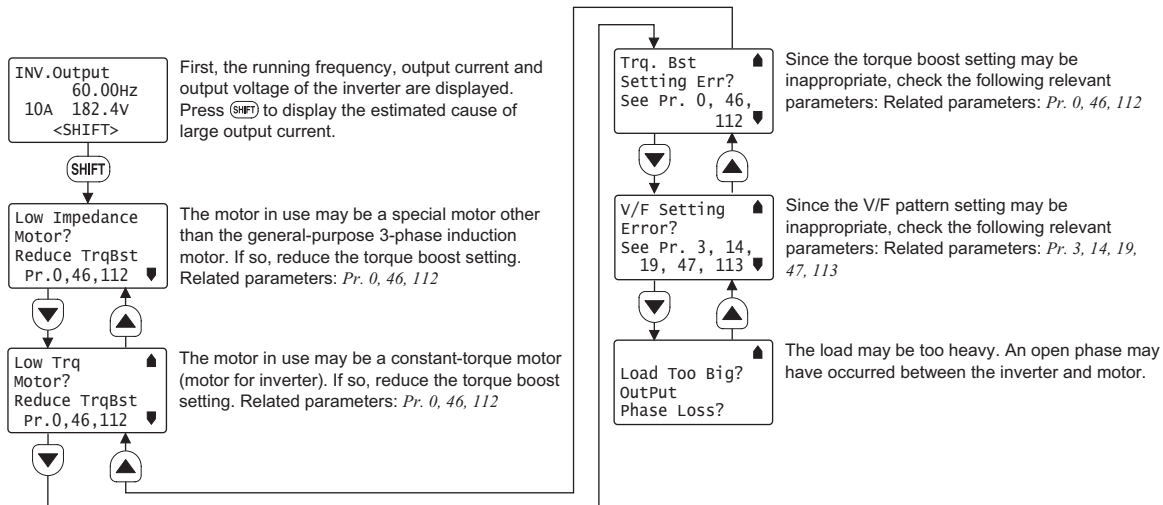 INV.Output
60.00Hz
10A 182.4V
<SHIFT>
First, the running frequency, output current and
output voltage of the inverter are displayed.
Press SHIFT to display the estimated cause of
large output current.
SHIFT
Low Impedance
Motor?
Reduce TrqBst
Pr.0,46,112
The motor in use may be a special motor other
than the general-purpose 3-phase induction
motor. If so, reduce the torque boost setting.
Related parameters: Pr. 0, 46, 112
Low Trq
Motor?
Reduce TrqBst
Pr.0,46,112
The motor in use may be a constant-torque motor
(motor for inverter). If so, reduce the torque boost
setting. Related parameters: Pr. 0, 46, 112
Trq. Bst
Setting Err?
See Pr. 0, 46,
112
Since the torque boost setting may be
inappropriate, check the following relevant
parameters: Related parameters: Pr. 0, 46, 112
V/F Setting
Error?
See Pr. 3, 14,
19, 47, 113
Since the V/F pattern setting may be
inappropriate, check the following relevant
parameters: Related parameters: Pr. 3, 14, 19,
47, 113
Load Too Big?
OutPut
Phase Loss?
The load may be too heavy. An open phase may
have occurred between the inverter and motor.